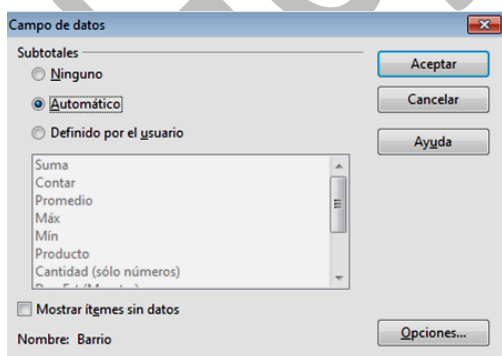 Campo de datos
Subtotales
Ninguno
Automático
Definido por el usuario
Suma
Contar
Promedio
Máx
Mín
Producto
Cantidad (sólo números)
Mostrar ítemes sin datos
Nombre: Barrio
Aceptar
Cancelar
Ayuda
Opciones...